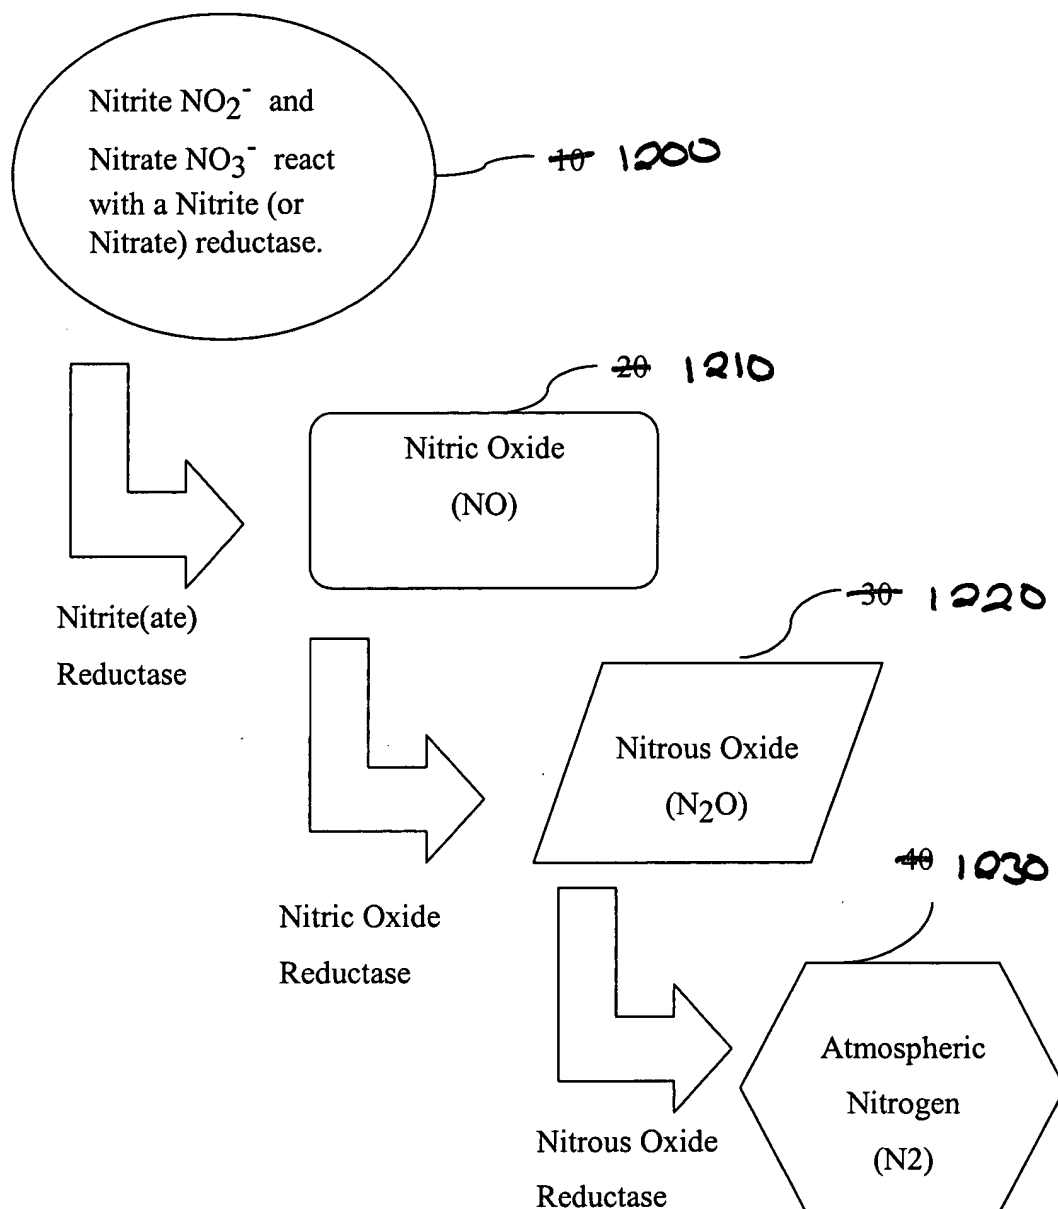 Nitrite NO₂⁻ and
Nitrate NO₃⁻ react
with a Nitrite (or
Nitrate) reductase.
10 1200
20 1210
Nitric Oxide
(NO)
Nitrite(ate)
Reductase
30 1220
Nitrous Oxide
(N₂O)
Nitric Oxide
Reductase
40 1230
Atmospheric
Nitrogen
(N2)
Nitrous Oxide
Reductase